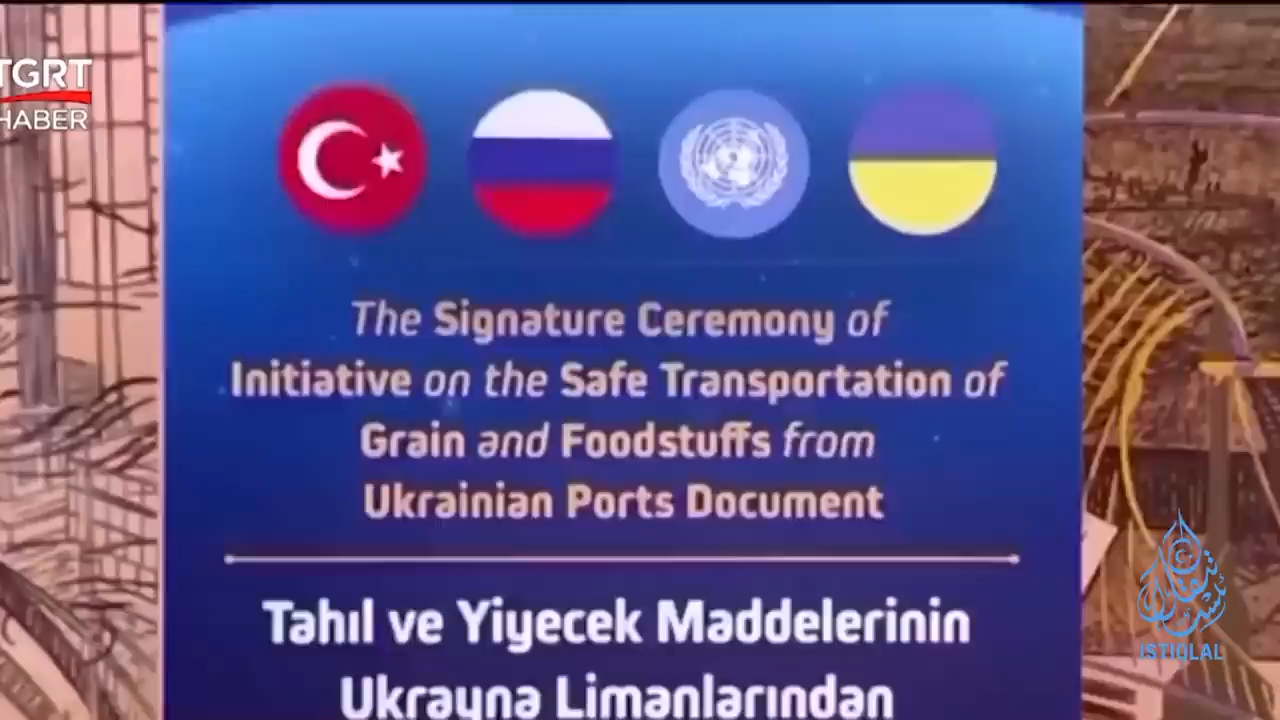 TGRT
HABER
The Signature Ceremony of
Initiative on the Safe Transportation of
Grain and Foodstuffs from
Ukrainian Ports Document
Tahıl ve Yiyecek Maddelerinin
Ukrayna Limanlarından
ISTIQLAL